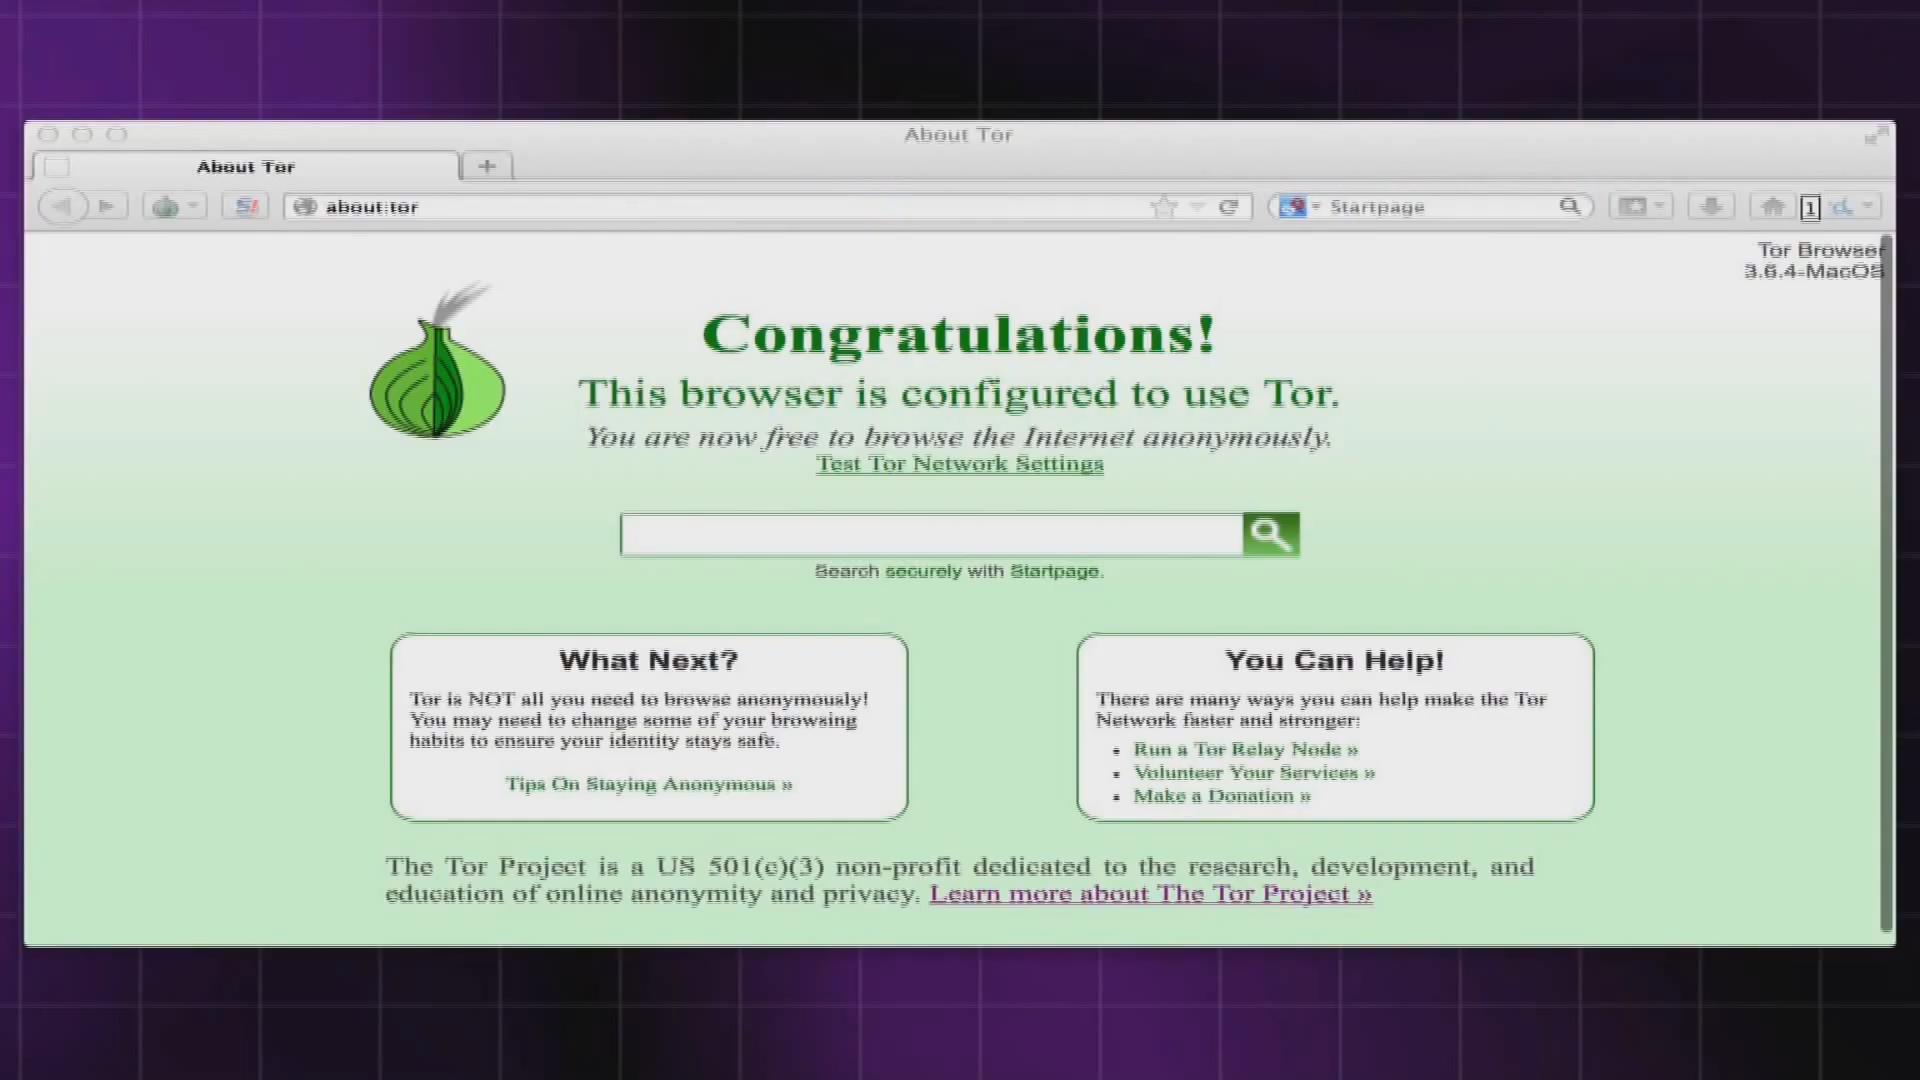 About Tor
About Tor
about:tor
Startpage
1
Tor Browser
3.6.4-MacOS
Congratulations!
This browser is configured to use Tor.
You are now free to browse the Internet anonymously.
Test Tor Network Settings
Search securely with Startpage.
What Next?
Tor is NOT all you need to browse anonymously!
You may need to change some of your browsing
habits to ensure your identity stays safe.
Tips On Staying Anonymous »
You Can Help!
There are many ways you can help make the Tor
Network faster and stronger:
Run a Tor Relay Node »
Volunteer Your Services »
Make a Donation »
The Tor Project is a US 501(c)(3) non-profit dedicated to the research, development, and
education of online anonymity and privacy. Learn more about The Tor Project »